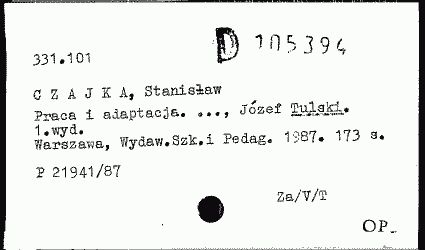 D 105394
331.101
C Z A J K A, Stanisław
Praca i adaptacja. ..., Józef Tulski.
1.wyd.
Warszawa, Wydaw.Szk.i Pedag. 1987. 173 s.
P 21941/87
Za/V/T
OP-